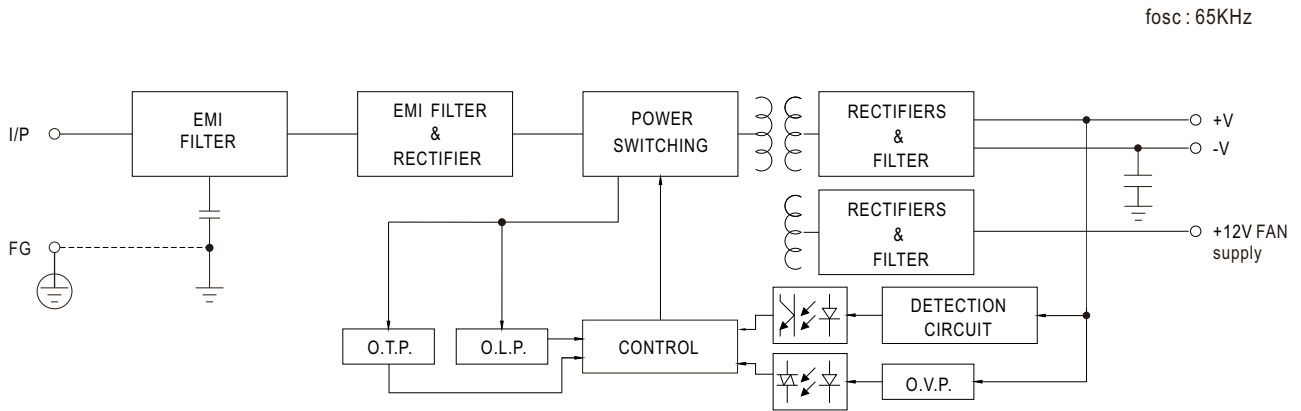 fosc : 65KHz
I/P
EMI
FILTER
EMI FILTER
&
RECTIFIER
POWER
SWITCHING
RECTIFIERS
&
FILTER
+V
-V
RECTIFIERS
&
FILTER
+12V FAN
supply
FG
O.T.P.
O.L.P.
CONTROL
DETECTION
CIRCUIT
O.V.P.